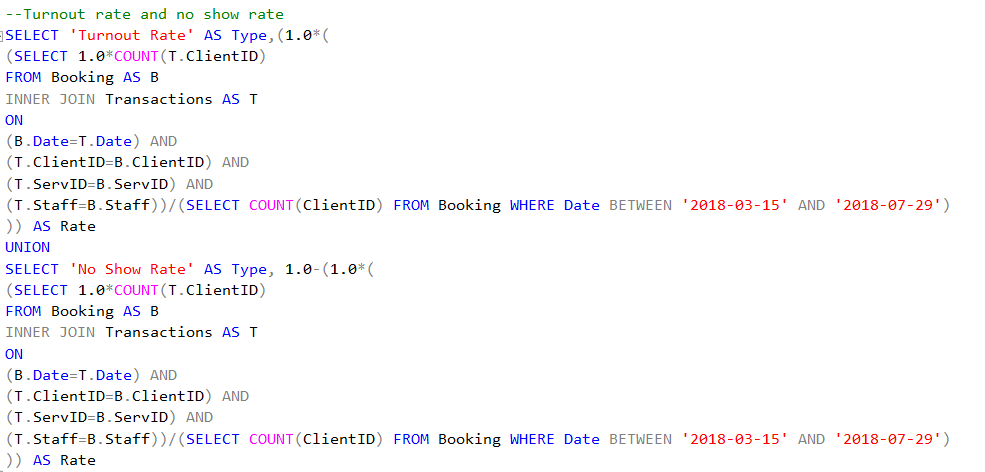 --Turnout rate and no show rate
SELECT 'Turnout Rate' AS Type,(1.0*(
(SELECT 1.0*COUNT(T.ClientID)
FROM Booking AS B
INNER JOIN Transactions AS T
ON
(B.Date=T.Date) AND
(T.ClientID=B.ClientID) AND
(T.ServID=B.ServID) AND
(T.Staff=B.Staff))/(SELECT COUNT(ClientID) FROM Booking WHERE Date BETWEEN '2018-03-15' AND '2018-07-29')
)) AS Rate
UNION
SELECT 'No Show Rate' AS Type, 1.0-(1.0*(
(SELECT 1.0*COUNT(T.ClientID)
FROM Booking AS B
INNER JOIN Transactions AS T
ON
(B.Date=T.Date) AND
(T.ClientID=B.ClientID) AND
(T.ServID=B.ServID) AND
(T.Staff=B.Staff))/(SELECT COUNT(ClientID) FROM Booking WHERE Date BETWEEN '2018-03-15' AND '2018-07-29')
)) AS Rate